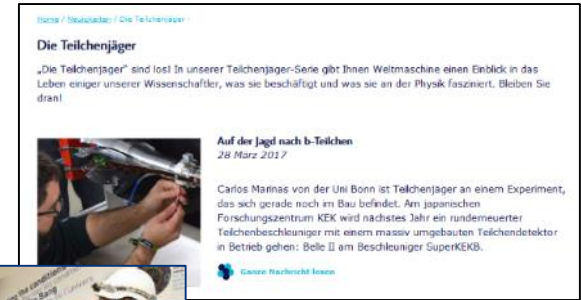 Home / Neuigkeiten / Die Teilchenjäger
Die Teilchenjäger
„Die Teilchenjäger" sind los! In unserer Teilchenjäger-Serie gibt Ihnen Weltmaschine einen Einblick in das
Leben einiger unserer Wissenschaftler, was sie beschäftigt und was sie an der Physik fasziniert. Bleiben Sie
dran!
Auf der Jagd nach b-Teilchen
28 März 2017
Carlos Marinas von der Uni Bonn ist Teilchenjäger an einem Experiment,
das sich gerade noch im Bau befindet. Am japanischen
Forschungszentrum KEK wird nächstes Jahr ein runderneuerter
Teilchenbeschleuniger mit einem massiv umgebauten Teilchendetektor
in Betrieb gehen: Belle II am Beschleuniger SuperKEKB.
Ganze Nachricht lesen
the conditions
Bang